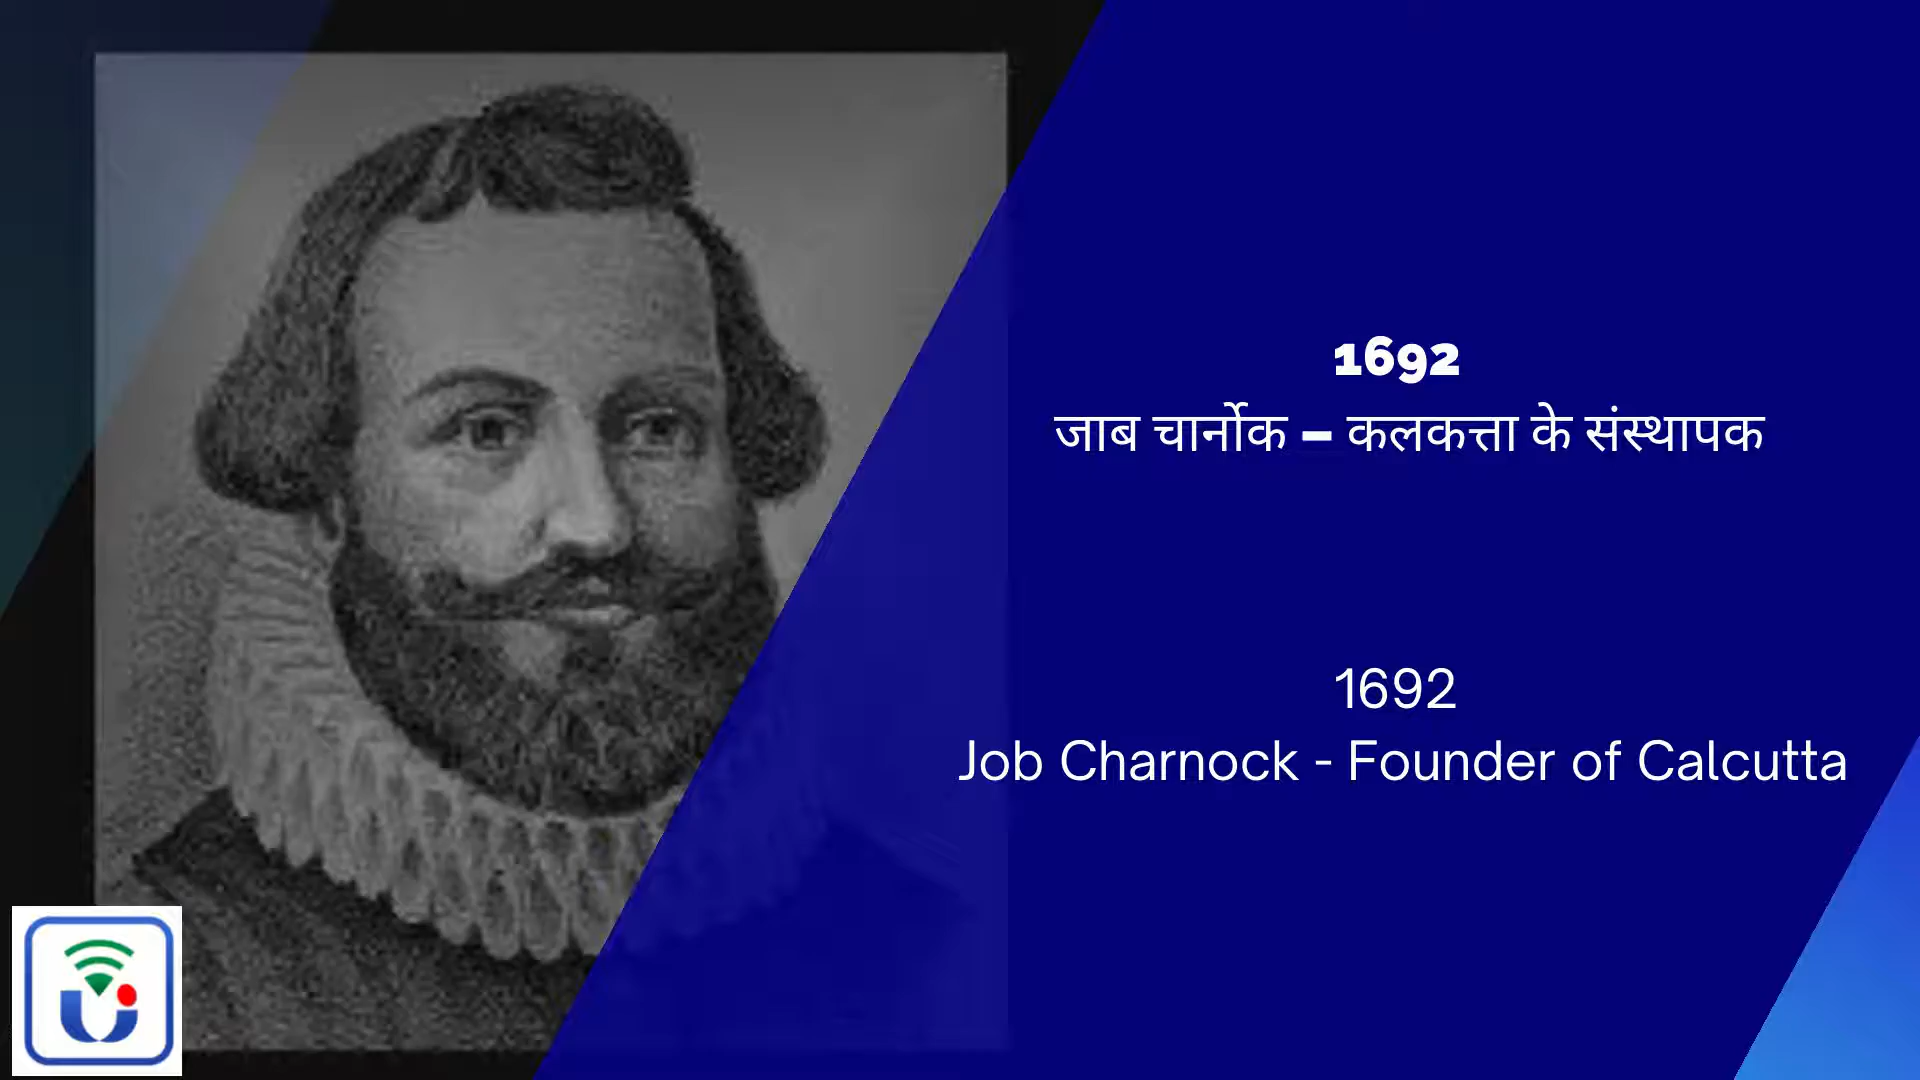 1692
जाब चार्नोक – कलकत्ता के संस्थापक
1692
Job Charnock - Founder of Calcutta